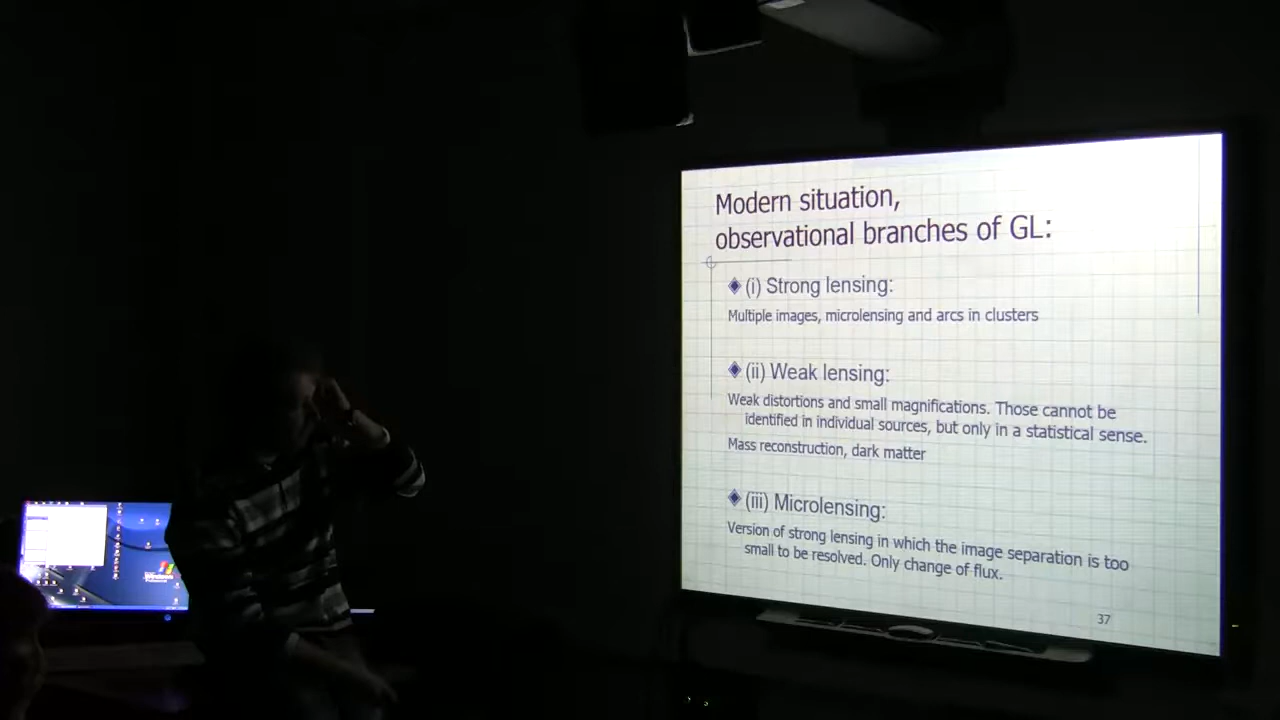 Modern situation,
observational branches of GL:
(i) Strong lensing:
Multiple images, microlensing and arcs in clusters
(ii) Weak lensing:
Weak distortions and small magnifications. Those cannot be
identified in individual sources, but only in a statistical sense.
Mass reconstruction, dark matter
(iii) Microlensing:
Version of strong lensing in which the image separation is too
small to be resolved. Only change of flux.
37